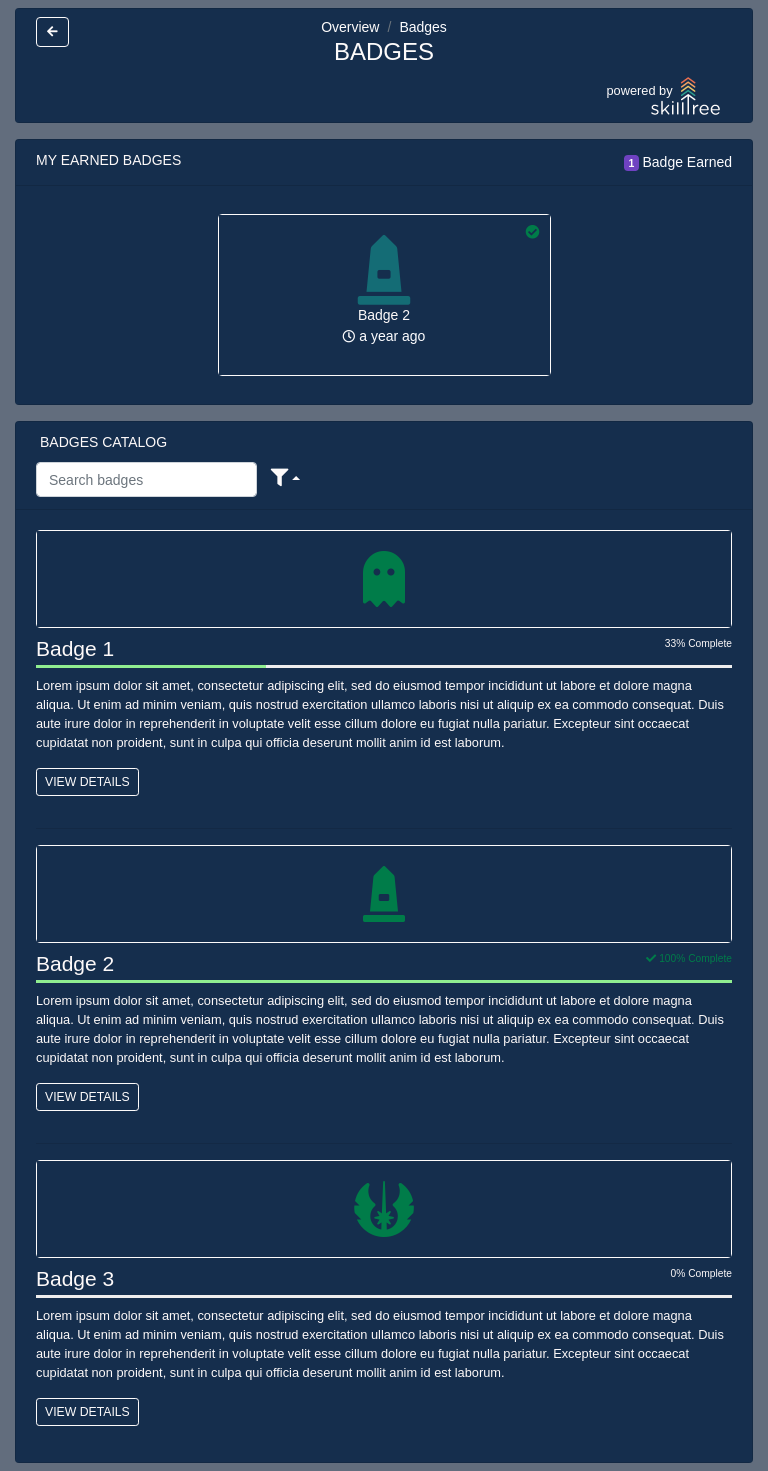 Overview / Badges
BADGES
powered by
skilltree
MY EARNED BADGES
1 Badge Earned
Badge 2
a year ago
BADGES CATALOG
Search badges
Badge 1
33% Complete
Lorem ipsum dolor sit amet, consectetur adipiscing elit, sed do eiusmod tempor incididunt ut labore et dolore magna
aliqua. Ut enim ad minim veniam, quis nostrud exercitation ullamco laboris nisi ut aliquip ex ea commodo consequat. Duis
aute irure dolor in reprehenderit in voluptate velit esse cillum dolore eu fugiat nulla pariatur. Excepteur sint occaecat
cupidatat non proident, sunt in culpa qui officia deserunt mollit anim id est laborum.
VIEW DETAILS
Badge 2
100% Complete
Lorem ipsum dolor sit amet, consectetur adipiscing elit, sed do eiusmod tempor incididunt ut labore et dolore magna
aliqua. Ut enim ad minim veniam, quis nostrud exercitation ullamco laboris nisi ut aliquip ex ea commodo consequat. Duis
aute irure dolor in reprehenderit in voluptate velit esse cillum dolore eu fugiat nulla pariatur. Excepteur sint occaecat
cupidatat non proident, sunt in culpa qui officia deserunt mollit anim id est laborum.
VIEW DETAILS
Badge 3
0% Complete
Lorem ipsum dolor sit amet, consectetur adipiscing elit, sed do eiusmod tempor incididunt ut labore et dolore magna
aliqua. Ut enim ad minim veniam, quis nostrud exercitation ullamco laboris nisi ut aliquip ex ea commodo consequat. Duis
aute irure dolor in reprehenderit in voluptate velit esse cillum dolore eu fugiat nulla pariatur. Excepteur sint occaecat
cupidatat non proident, sunt in culpa qui officia deserunt mollit anim id est laborum.
VIEW DETAILS